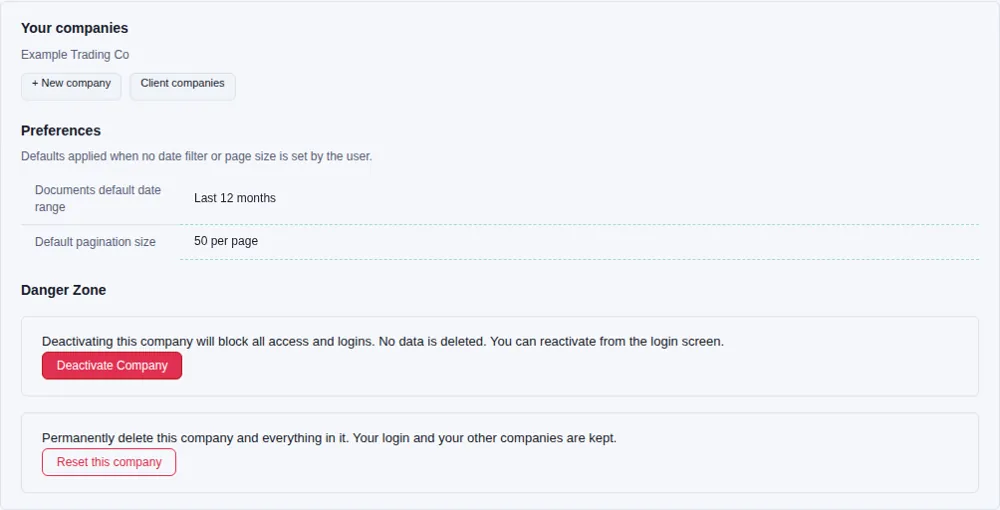 Your companies
Example Trading Co
+ New company
Client companies
Preferences
Defaults applied when no date filter or page size is set by the user.
Documents default date
range
Last 12 months
Default pagination size
50 per page
Danger Zone
Deactivating this company will block all access and logins. No data is deleted. You can reactivate from the login screen.
Deactivate Company
Permanently delete this company and everything in it. Your login and your other companies are kept.
Reset this company